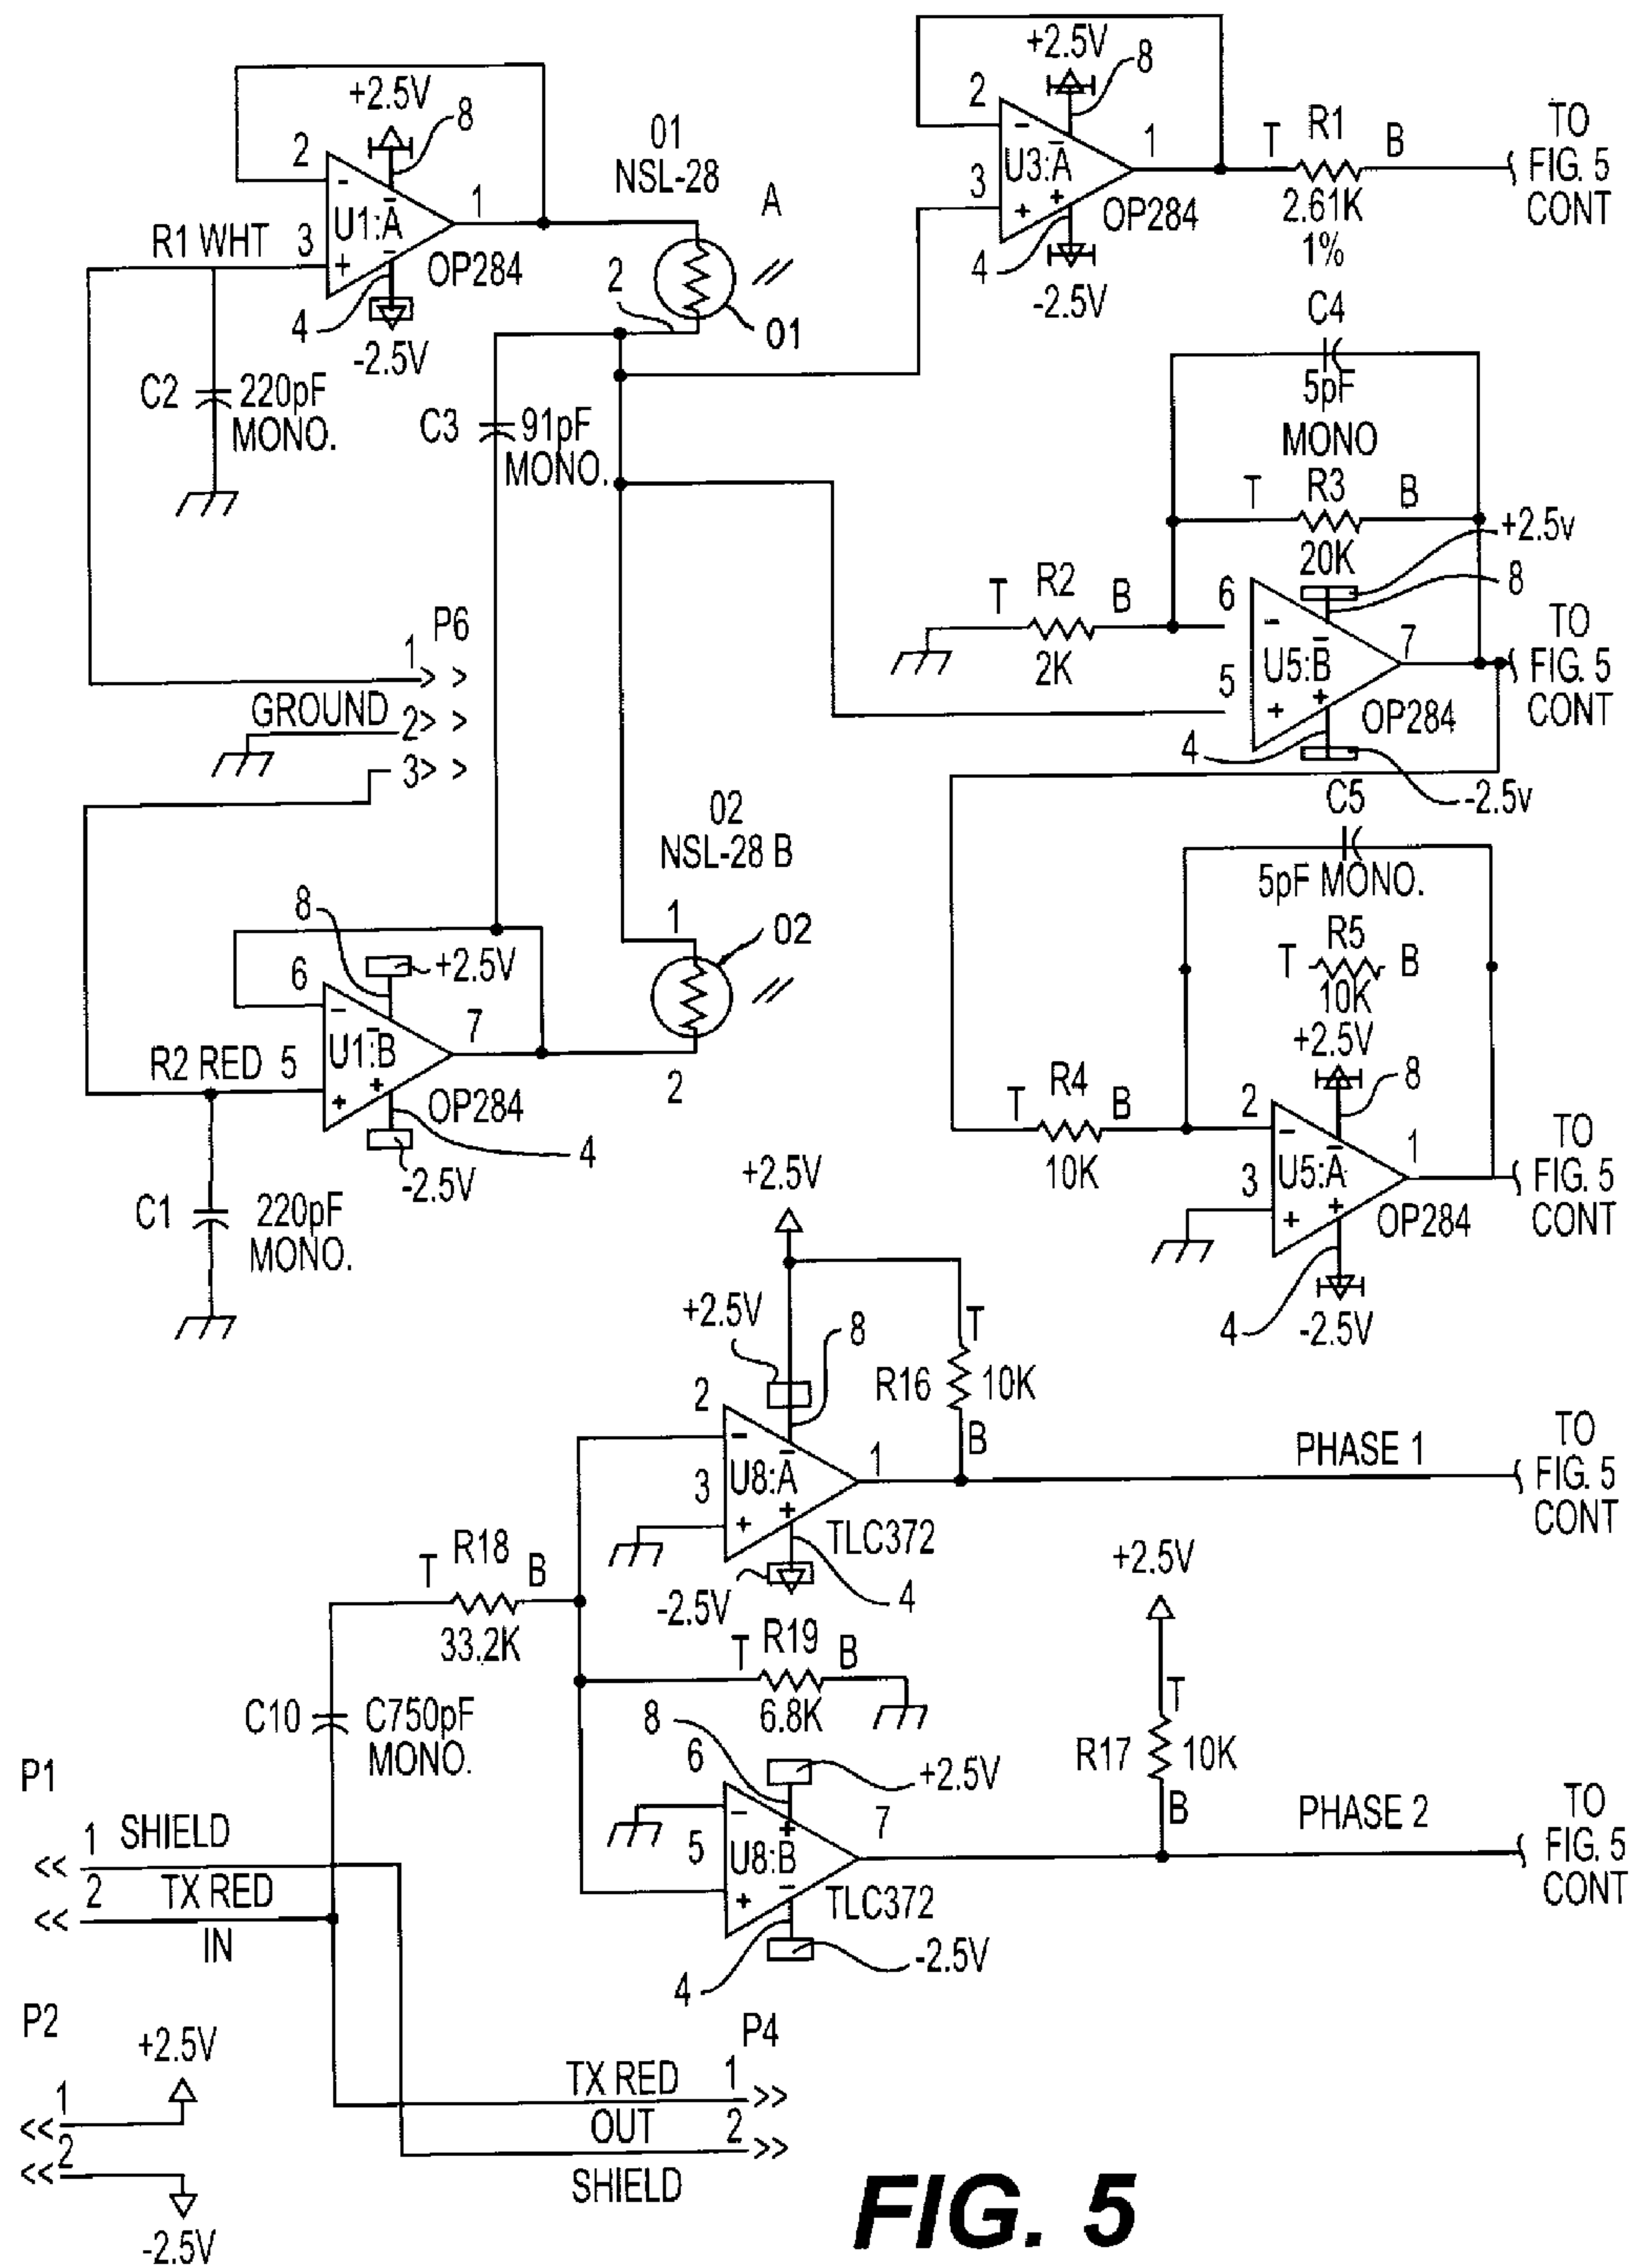 +2.5V
8
2
-
U1:A
1
R1 WHT
3
+
OP284
4
-2.5V
C2
220pF
MONO.
01
NSL-28
A
2
01
C3
91pF
MONO.
+2.5V
8
2
-
U3:A
1
3
+
+
OP284
4
-2.5V
T
R1
B
2.61K
1%
TO
FIG. 5
CONT
C4
5pF
MONO
T
R3
B
20K
+2.5v
8
T
R2
B
2K
6
-
U5:B
7
5
+
+
OP284
4
-2.5v
TO
FIG. 5
CONT
P6
1
> >
GROUND
2> >
3> >
02
NSL-28 B
1
02
2
8
+2.5V
6
-
U1:B
7
R2 RED
5
+
+
OP284
4
-2.5V
C1
220pF
MONO.
C5
5pF MONO.
R5
T
B
10K
+2.5V
8
T
R4
B
10K
2
-
U5:A
1
3
+
+
OP284
4
-2.5V
TO
FIG. 5
CONT
+2.5V
+2.5V
8
T
R16
10K
B
2
-
U8:A
1
3
+
+
TLC372
4
-2.5V
PHASE 1
TO
FIG. 5
CONT
T
R18
B
33.2K
T
R19
B
6.8K
C10
C750pF
MONO.
8
6
+2.5V
-
+
U8:B
7
5
+
-
TLC372
4
-2.5V
+2.5V
T
R17
10K
B
PHASE 2
TO
FIG. 5
CONT
P1
1
SHIELD
<<
2
TX RED
<<
IN
P2
+2.5V
1
<<
2
<<
-2.5V
P4
TX RED
1
>>
OUT
2
>>
SHIELD
FIG. 5